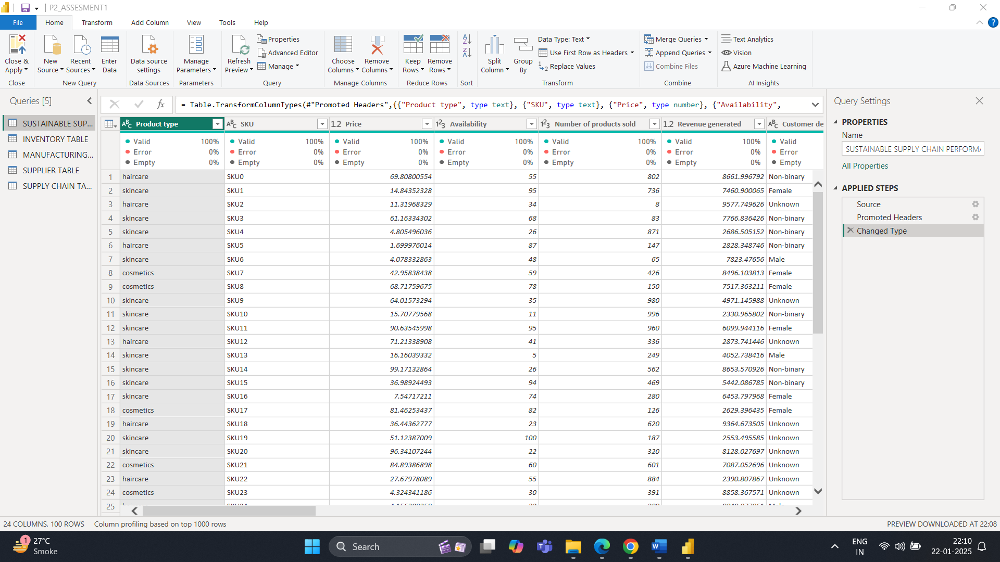 P2_ASSESMENT1
File Home Transform Add Column View Tools Help
Close & Apply
Close
New Source
Recent Sources
Enter Data
New Query
Data source settings
Data Sources
Manage Parameters
Parameters
Refresh Preview
Properties
Advanced Editor
Manage
Query
Choose Columns
Remove Columns
Manage Columns
Keep Rows
Remove Rows
Reduce Rows
Sort
Split Column
Group By
Data Type: Text
Use First Row as Headers
Replace Values
Transform
Merge Queries
Append Queries
Combine Files
Combine
Text Analytics
Vision
Azure Machine Learning
AI Insights
Queries [5]
SUSTAINABLE SUP...
INVENTORY TABLE
MANUFACTURING...
SUPPLIER TABLE
SUPPLY CHAIN TA...
fx = Table.TransformColumnTypes(#"Promoted Headers",{{"Product type", type text}, {"SKU", type text}, {"Price", type number}, {"Availability",
Product type SKU 1.2 Price 123 Availability 123 Number of products sold 1.2 Revenue generated Customer de
Valid 100% Valid 100% Valid 100% Valid 100% Valid 100% Valid 100% Valid
Error 0% Error 0% Error 0% Error 0% Error 0% Error 0% Error
Empty 0% Empty 0% Empty 0% Empty 0% Empty 0% Empty 0% Empty
1 haircare SKU0 69.80800554 55 802 8661.996792 Non-binary
2 skincare SKU1 14.84352328 95 736 7460.900065 Female
3 haircare SKU2 11.31968329 34 8 9577.749626 Unknown
4 skincare SKU3 61.16334302 68 83 7766.836426 Non-binary
5 skincare SKU4 4.805496036 26 871 2686.505152 Non-binary
6 haircare SKU5 1.699976014 87 147 2828.348746 Non-binary
7 skincare SKU6 4.078332863 48 65 7823.47656 Male
8 cosmetics SKU7 42.95838438 59 426 8496.103813 Female
9 cosmetics SKU8 68.71759675 78 150 7517.363211 Female
10 skincare SKU9 64.01573294 35 980 4971.145988 Unknown
11 skincare SKU10 15.70779568 11 996 2330.965802 Non-binary
12 skincare SKU11 90.63545998 95 960 6099.944116 Female
13 haircare SKU12 71.21338908 41 336 2873.741446 Unknown
14 skincare SKU13 16.16039332 5 249 4052.738416 Male
15 skincare SKU14 99.17132864 26 562 8653.570926 Non-binary
16 skincare SKU15 36.98924493 94 469 5442.086785 Non-binary
17 skincare SKU16 7.54717211 74 280 6453.797968 Female
18 cosmetics SKU17 81.46253437 82 126 2629.396435 Female
19 haircare SKU18 36.44362777 23 620 9364.673505 Unknown
20 skincare SKU19 51.12387009 100 187 2553.495585 Unknown
21 skincare SKU20 96.34107244 22 320 8128.027697 Unknown
22 cosmetics SKU21 84.89386898 60 601 7087.052696 Unknown
23 haircare SKU22 27.67978089 55 884 2390.807867 Unknown
24 cosmetics SKU23 4.324341186 30 391 8858.367571 Unknown
25
Query Settings
PROPERTIES
Name
SUSTAINABLE SUPPLY CHAIN PERFORM
All Properties
APPLIED STEPS
Source
Promoted Headers
Changed Type
24 COLUMNS, 100 ROWS Column profiling based on top 1000 rows PREVIEW DOWNLOADED AT 22:08
1 27°C
Smoke
Search
ENG
IN
22:10
22-01-2025